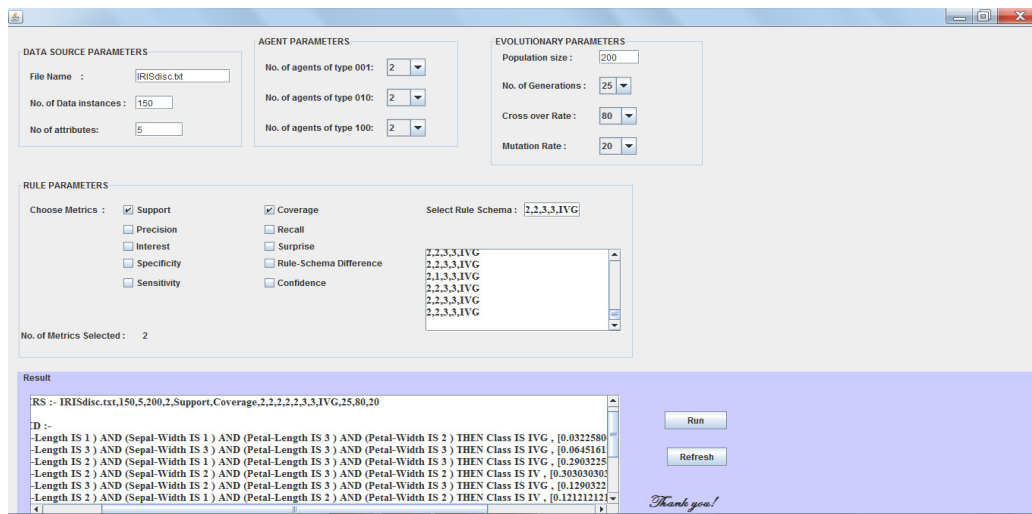 DATA SOURCE PARAMETERS
File Name : IRISdisc.txt
No. of Data instances : 150
No of attributes: 5
AGENT PARAMETERS
No. of agents of type 001: 2
No. of agents of type 010: 2
No. of agents of type 100: 2
EVOLUTIONARY PARAMETERS
Population size : 200
No. of Generations : 25
Cross over Rate : 80
Mutation Rate : 20
RULE PARAMETERS
Choose Metrics : Support Coverage Select Rule Schema : 2,2,3,3,IVG
Precision Recall
Interest Surprise
Specificity Rule-Schema Difference
Sensitivity Confidence
2,2,3,3,IVG
2,2,3,3,IVG
2,1,3,3,IVG
2,2,3,3,IVG
2,2,3,3,IVG
2,2,3,3,IVG
No. of Metrics Selected : 2
Result
ERS :- IRISdisc.txt,150,5,200,2,Support,Coverage,2,2,2,2,2,3,3,IVG,25,80,20
D :-
-Length IS 1 ) AND (Sepal-Width IS 1 ) AND (Petal-Length IS 3 ) AND (Petal-Width IS 2 ) THEN Class IS IVG , [0.0322580
-Length IS 3 ) AND (Sepal-Width IS 3 ) AND (Petal-Length IS 3 ) AND (Petal-Width IS 3 ) THEN Class IS IVG , [0.0645161
-Length IS 2 ) AND (Sepal-Width IS 1 ) AND (Petal-Length IS 3 ) AND (Petal-Width IS 3 ) THEN Class IS IVG , [0.2903225
-Length IS 2 ) AND (Sepal-Width IS 2 ) AND (Petal-Length IS 2 ) AND (Petal-Width IS 2 ) THEN Class IS IV , [0.30303030
-Length IS 3 ) AND (Sepal-Width IS 2 ) AND (Petal-Length IS 3 ) AND (Petal-Width IS 3 ) THEN Class IS IVG , [0.1290322
-Length IS 2 ) AND (Sepal-Width IS 1 ) AND (Petal-Length IS 2 ) AND (Petal-Width IS 2 ) THEN Class IS IV , [0.12121212
Run
Refresh
Thank you!